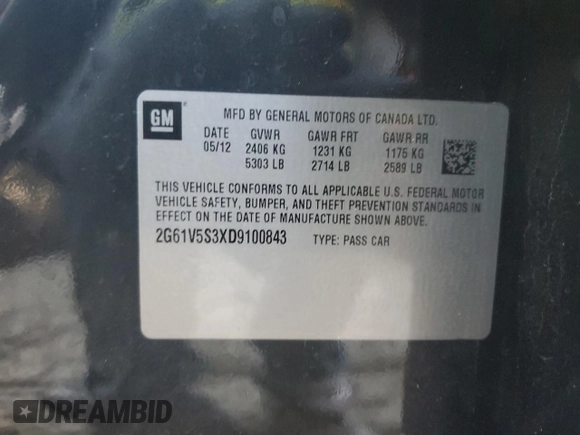 GM
MFD BY GENERAL MOTORS OF CANADA LTD.
DATE GVWR GAWR FRT GAWR RR
05/12 2406 KG 1231 KG 1175 KG
5303 LB 2714 LB 2589 LB
THIS VEHICLE CONFORMS TO ALL APPLICABLE U.S. FEDERAL MOTOR
VEHICLE SAFETY, BUMPER, AND THEFT PREVENTION STANDARDS IN
EFFECT ON THE DATE OF MANUFACTURE SHOWN ABOVE.
2G61V5S3XD9100843 TYPE: PASS CAR
DREAMBID